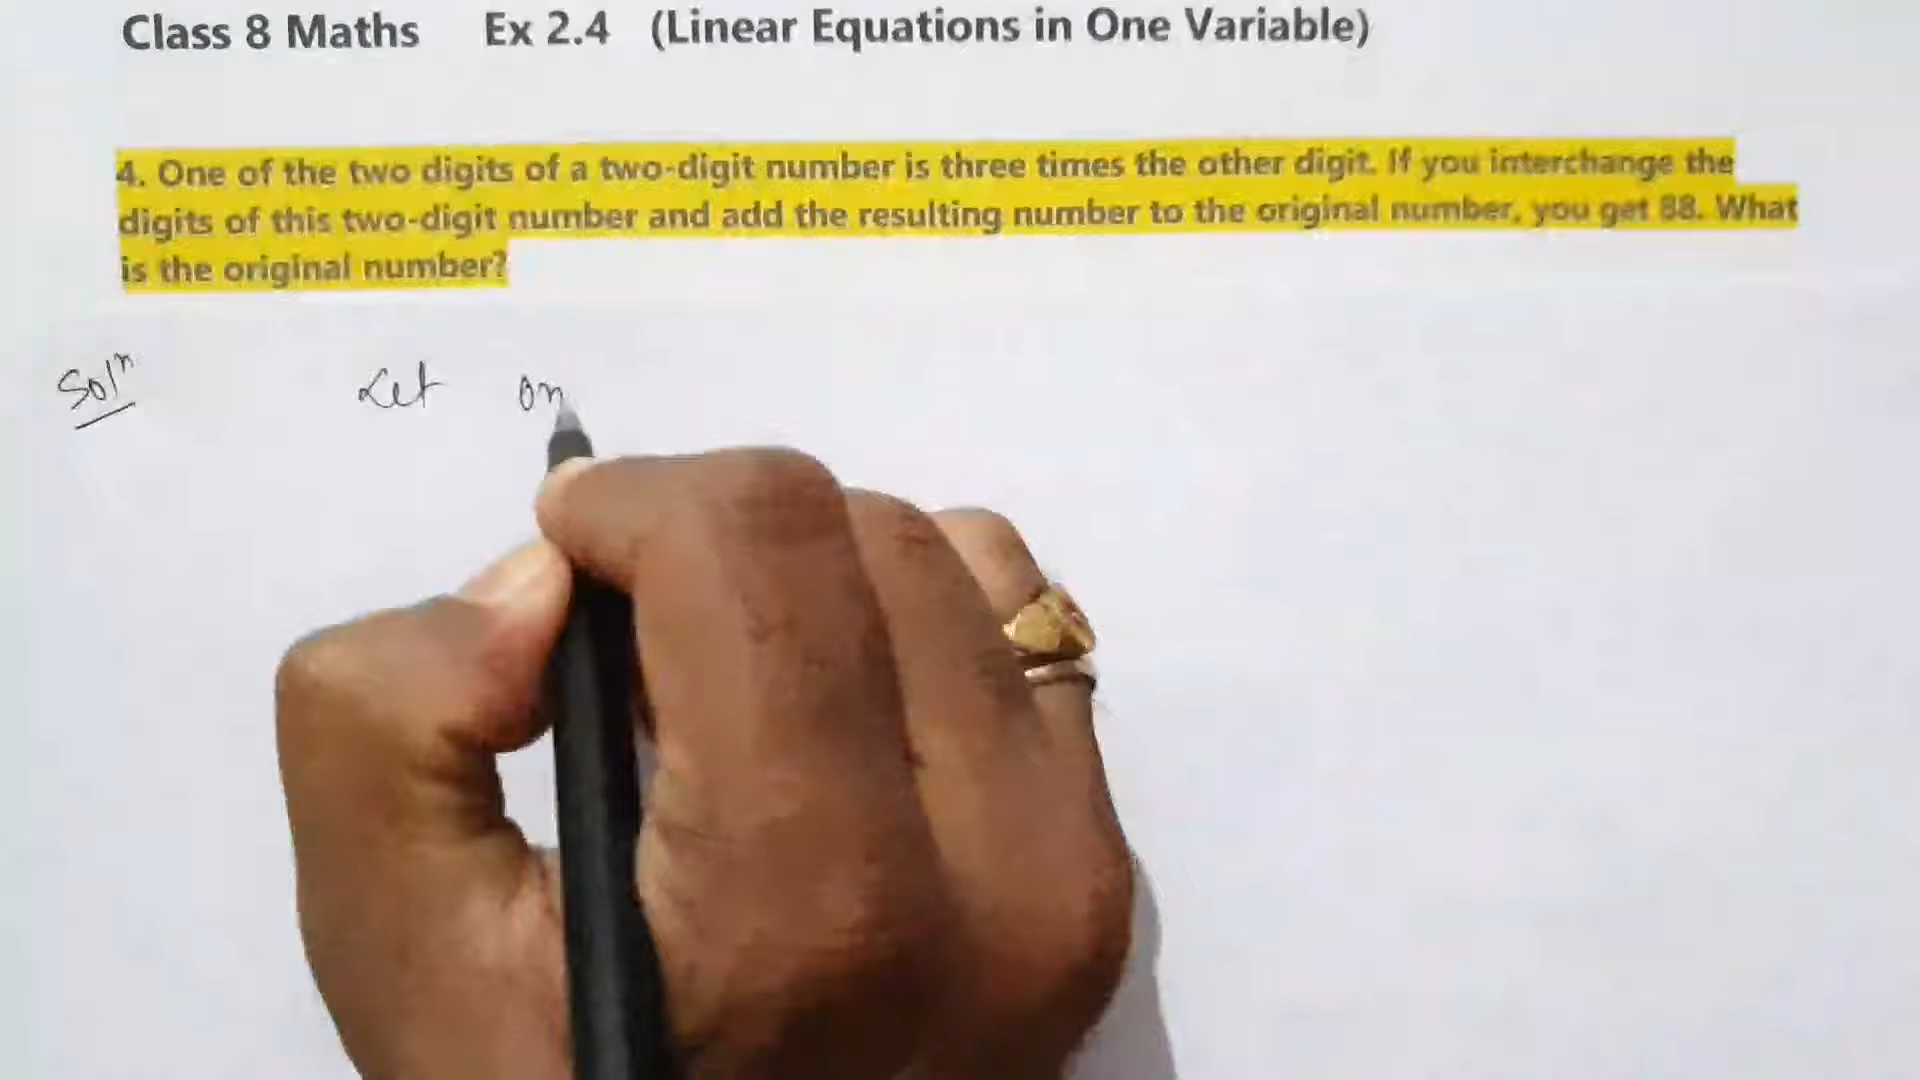 Class 8 Maths Ex 2.4 (Linear Equations in One Variable)
4. One of the two digits of a two-digit number is three times the other digit. If you interchange the
digits of this two-digit number and add the resulting number to the original number, you get 88. What
is the original number?
Solⁿ Let on